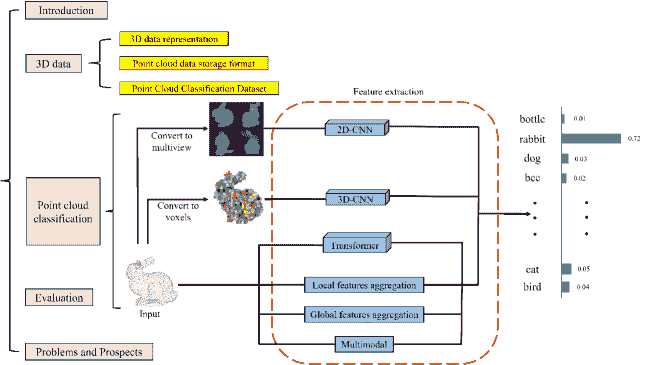 Introduction
3D data
3D data representation
Point cloud data storage format
Point Cloud Classification Dataset
Feature extraction
Convert to
multiview
2D-CNN
Convert to
voxels
3D-CNN
Point cloud
classification
Transformer
Local features aggregation
Global features aggregation
Multimodal
Input
Evaluation
Problems and Prospects
bottle 0.01
rabbit 0.72
dog 0.03
bee 0.02
cat 0.05
bird 0.04